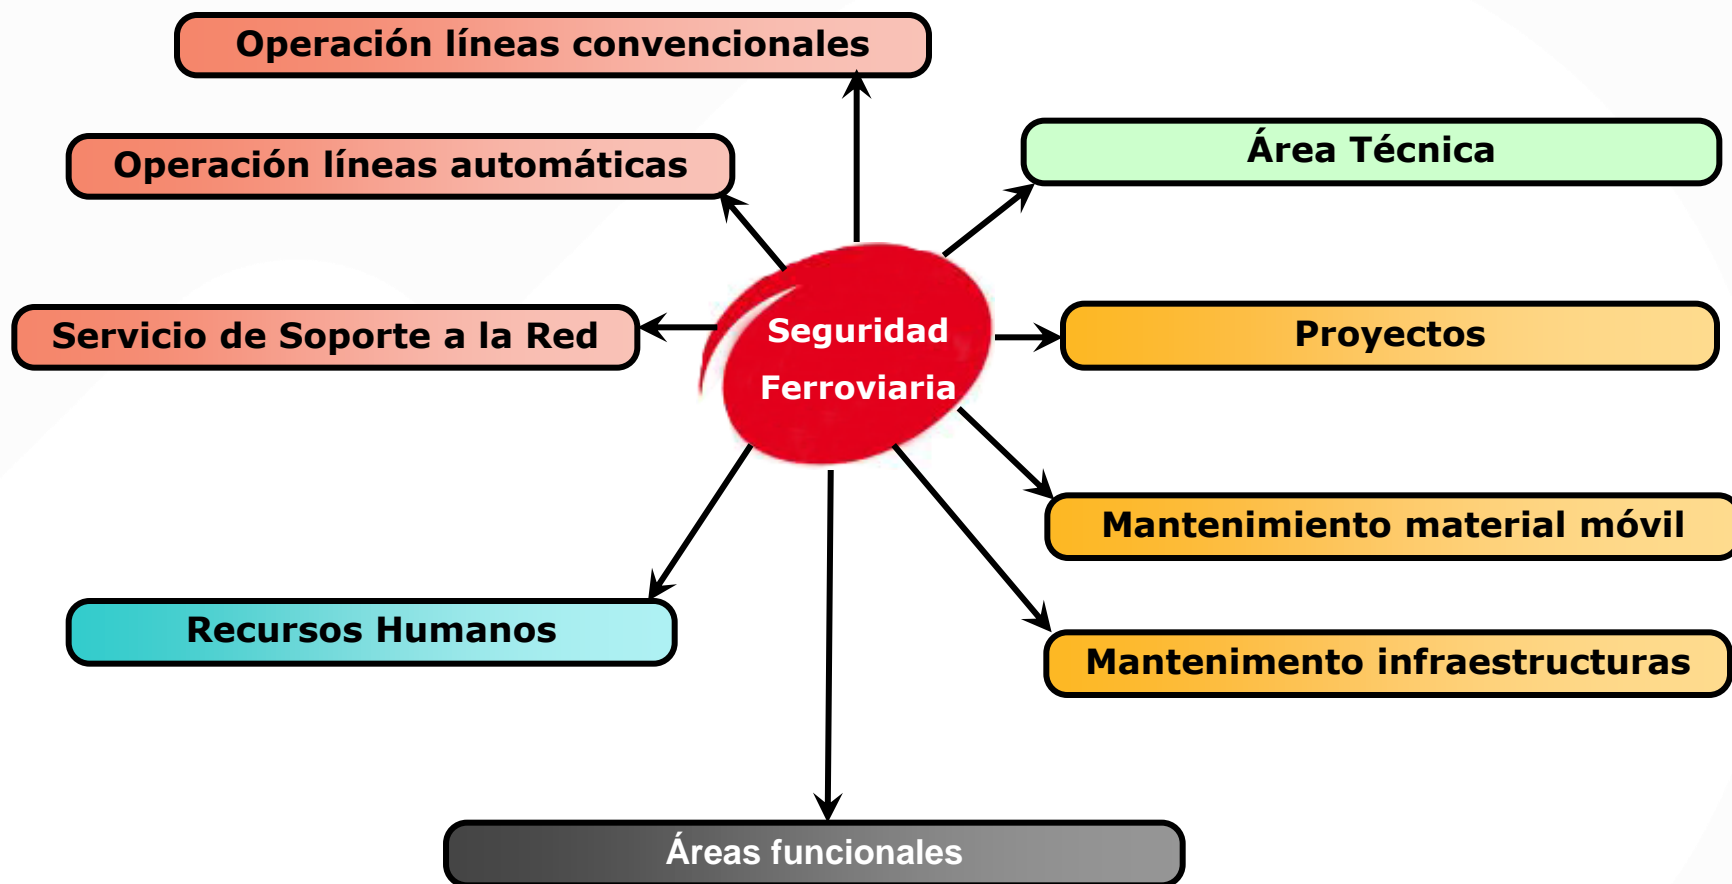 Operación líneas convencionales
Área Técnica
Operación líneas automáticas
Servicio de Soporte a la Red
Seguridad
Ferroviaria
Proyectos
Mantenimiento material móvil
Recursos Humanos
Mantenimento infraestructuras
Áreas funcionales